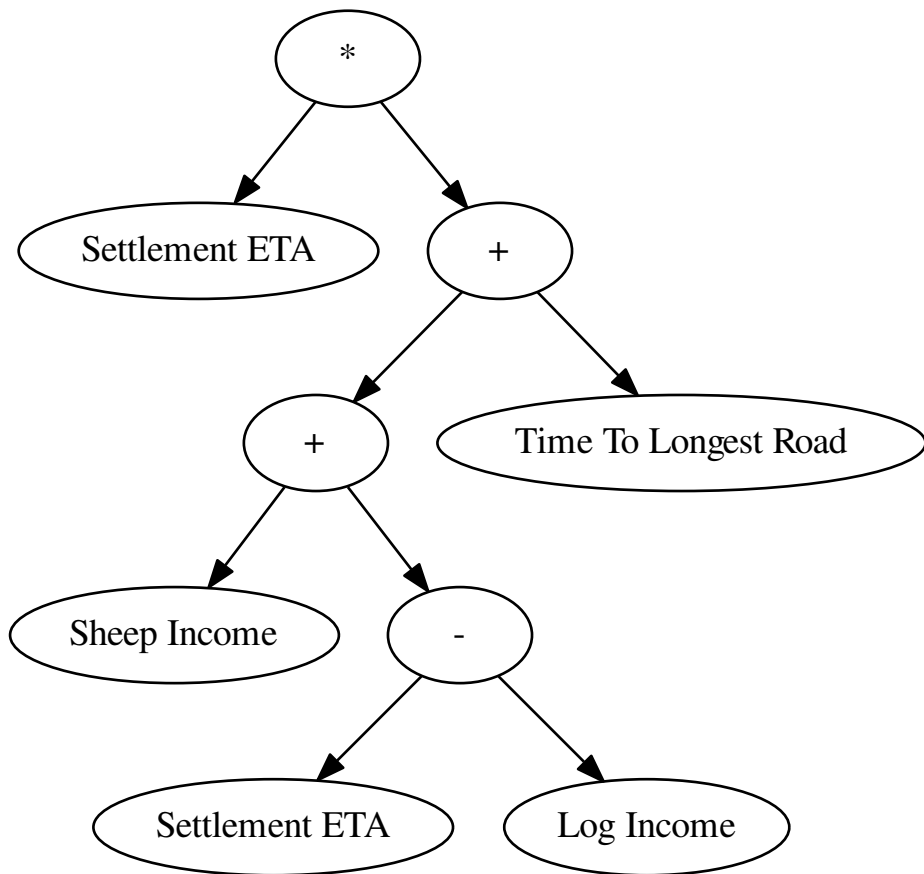 *
Settlement ETA
+
+
Time To Longest Road
Sheep Income
-
Settlement ETA
Log Income